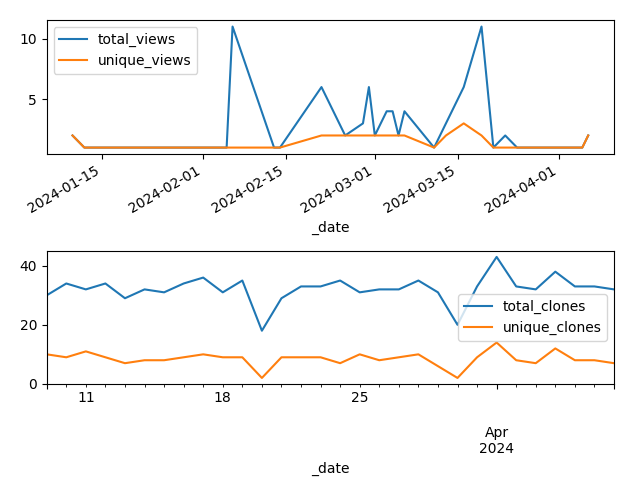 10
5
total_views
unique_views
2024-01-15
2024-02-01
2024-02-15
2024-03-01
2024-03-15
2024-04-01
_date
40
20
0
total_clones
unique_clones
11
18
25
Apr
2024
_date